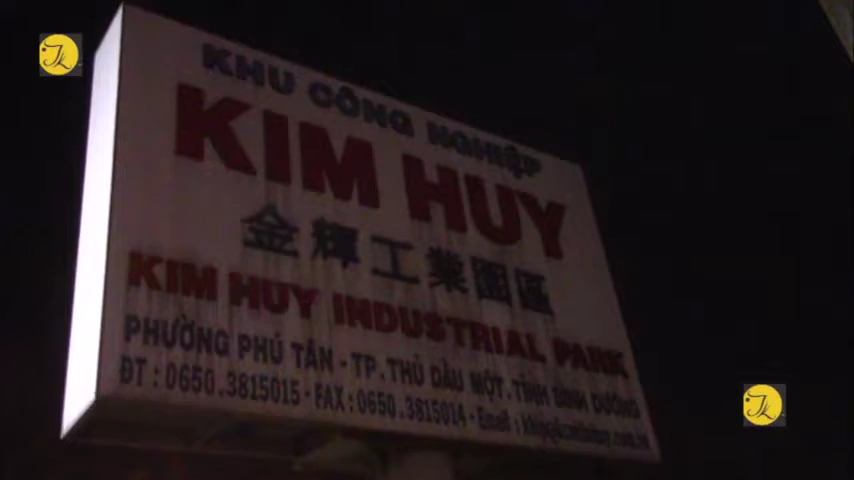 KHU CÔNG NGHIỆP
KIM HUY
金輝工業園區
KIM HUY INDUSTRIAL PARK
PHƯỜNG PHÚ TÂN - TP. THỦ DẦU MỘT. TỈNH BÌNH DƯƠNG
ĐT : 0650.3815015 - FAX : 0650.3815014 - Email :